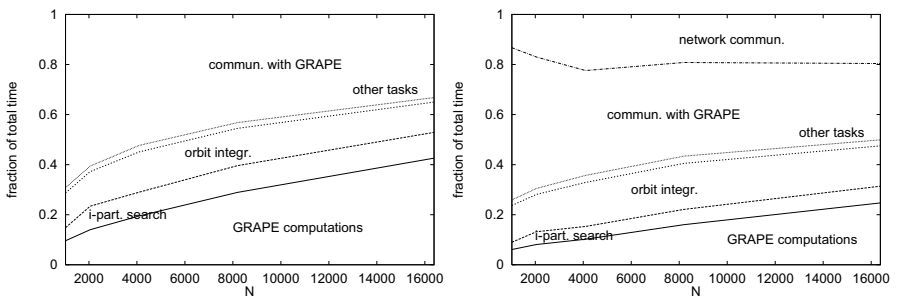 1
0.8
0.6
0.4
0.2
0
fraction of total time
commun. with GRAPE
other tasks
orbit integr.
i-part. search
GRAPE computations
2000 4000 6000 8000 10000 12000 14000 16000
N
1
0.8
0.6
0.4
0.2
0
fraction of total time
network commun.
commun. with GRAPE
other tasks
orbit integr.
i-part. search
GRAPE computations
2000 4000 6000 8000 10000 12000 14000 16000
N